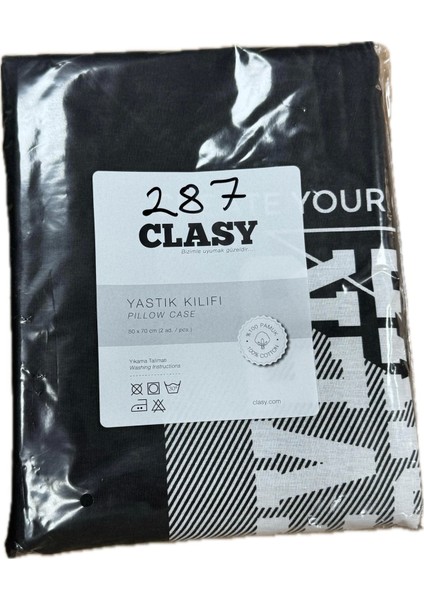 287
E YOUR
CLASY
Bizimle uyumak güzeldir.
YASTIK KILIFI
PILLOW CASE
50 x 70 cm (2 ad. / pcs.)
%100 PAMUK
100% COTTON
Yıkama Talimatı
Washing Instructions
clasy.com